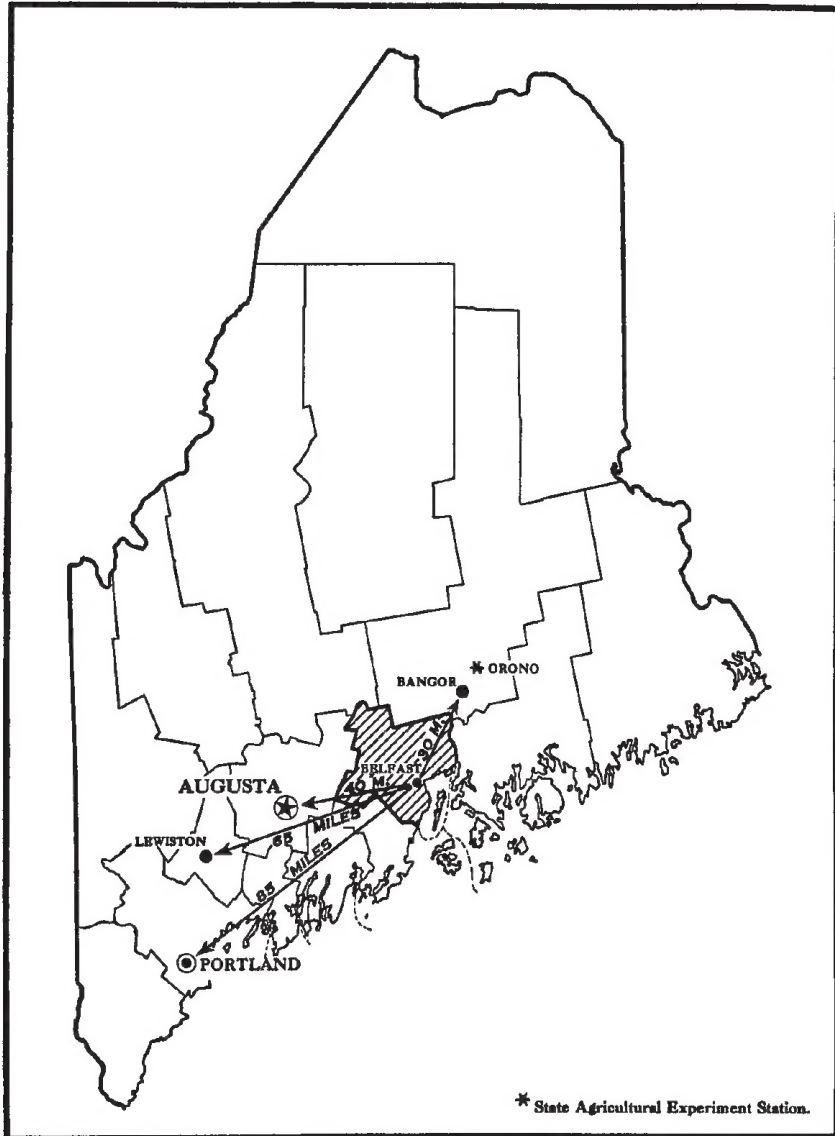 * ORONO
BANGOR
30 M.
BELFAST
40 M.
AUGUSTA
65 MILES
LEWISTON
85 MILES
PORTLAND
* State Agricultural Experiment Station.